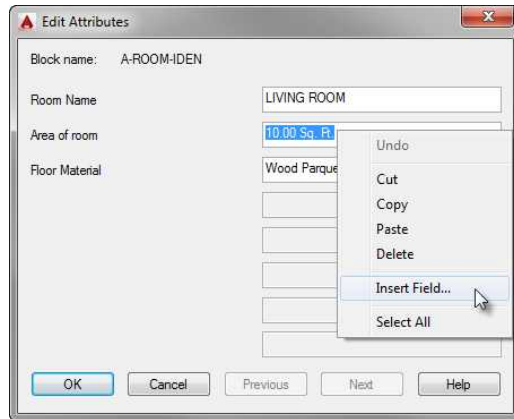 Edit Attributes
Block name: A-ROOM-IDEN
Room Name LIVING ROOM
Area of room 10.00 Sq. Ft.
Floor Material Wood Parque
Undo
Cut
Copy
Paste
Delete
Insert Field...
Select All
OK Cancel Previous Next Help